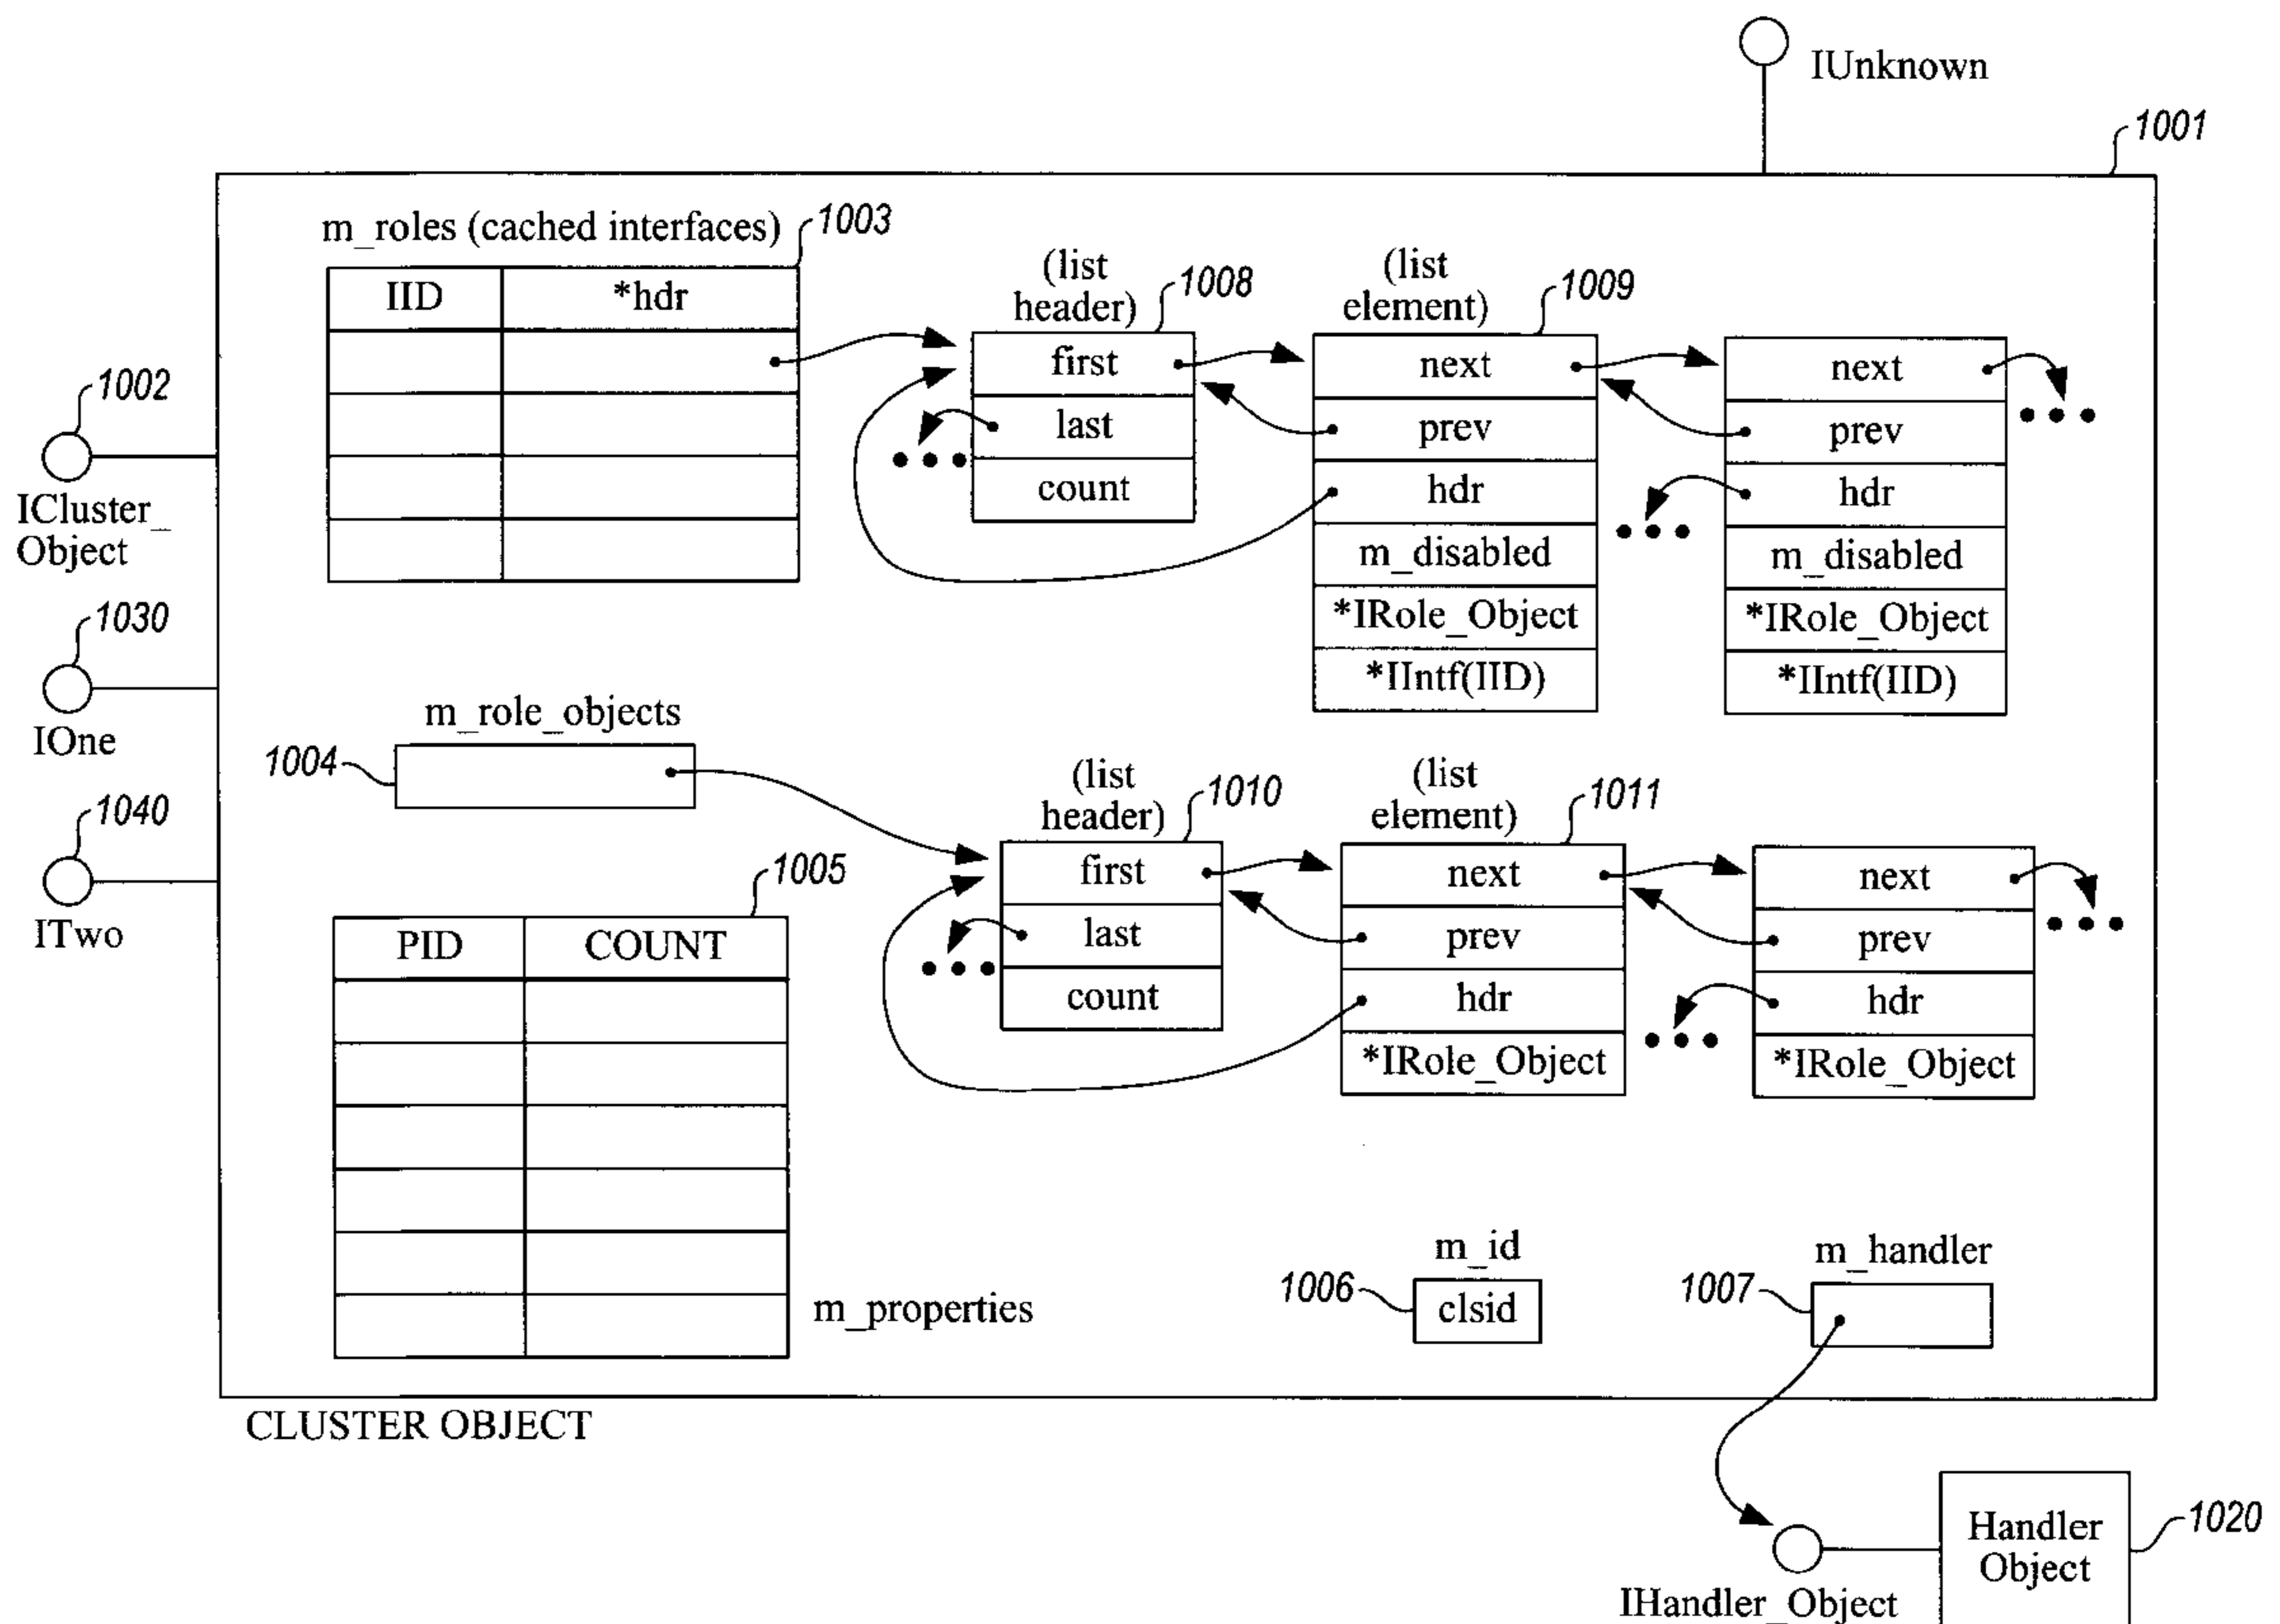 IUnknown
1001
m_roles (cached interfaces)
1003
IID
*hdr
(list
header)
1008
first
last
count
(list
element)
1009
next
prev
hdr
m_disabled
*IRole_Object
*IIntf(IID)
next
prev
hdr
m_disabled
*IRole_Object
*IIntf(IID)
1002
ICluster_
Object
1030
IOne
1040
ITwo
m_role_objects
1004
(list
header)
1010
first
last
count
(list
element)
1011
next
prev
hdr
*IRole_Object
next
prev
hdr
*IRole_Object
1005
PID
COUNT
m_properties
m_id
1006
clsid
m_handler
1007
CLUSTER OBJECT
Handler
Object
1020
IHandler_Object